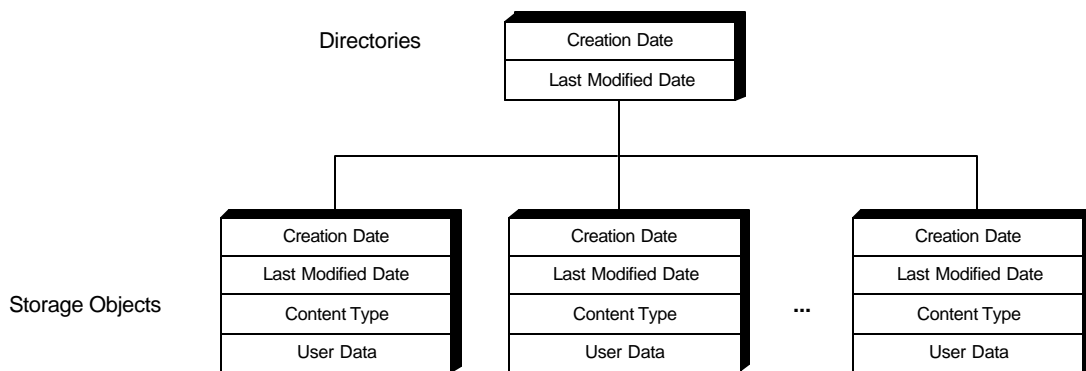 Directories
Creation Date
Last Modified Date
Storage Objects
Creation Date
Last Modified Date
Content Type
User Data
Creation Date
Last Modified Date
Content Type
User Data
...
Creation Date
Last Modified Date
Content Type
User Data